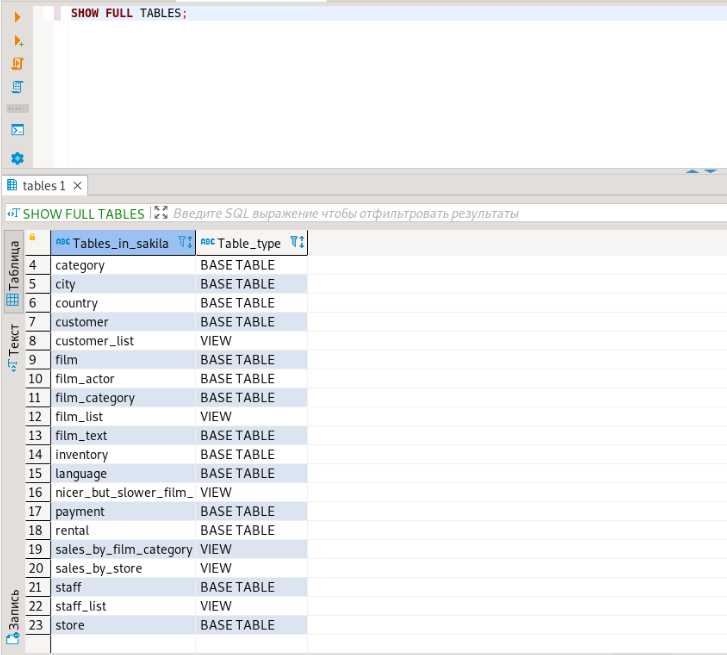 SHOW FULL TABLES;
tables 1
SHOW FULL TABLES Введите SQL выражение чтобы отфильтровать результаты
Таблица
Текст
Запись
ABC Tables_in_sakila ABC Table_type
4 category BASE TABLE
5 city BASE TABLE
6 country BASE TABLE
7 customer BASE TABLE
8 customer_list VIEW
9 film BASE TABLE
10 film_actor BASE TABLE
11 film_category BASE TABLE
12 film_list VIEW
13 film_text BASE TABLE
14 inventory BASE TABLE
15 language BASE TABLE
16 nicer_but_slower_film_ VIEW
17 payment BASE TABLE
18 rental BASE TABLE
19 sales_by_film_category VIEW
20 sales_by_store VIEW
21 staff BASE TABLE
22 staff_list VIEW
23 store BASE TABLE